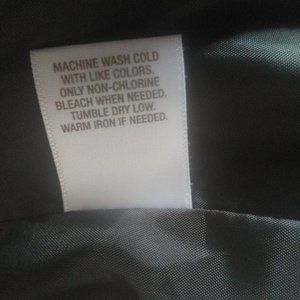 MACHINE WASH COLD
WITH LIKE COLORS.
ONLY NON-CHLORINE
BLEACH WHEN NEEDED.
TUMBLE DRY LOW.
WARM IRON IF NEEDED.